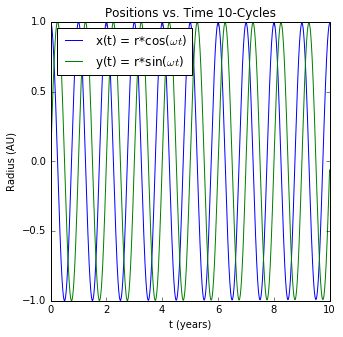 Positions vs. Time 10-Cycles
x(t) = r*cos(ωt)
y(t) = r*sin(ωt)
Radius (AU)
1.0
0.5
0.0
−0.5
−1.0
0 2 4 6 8 10
t (years)